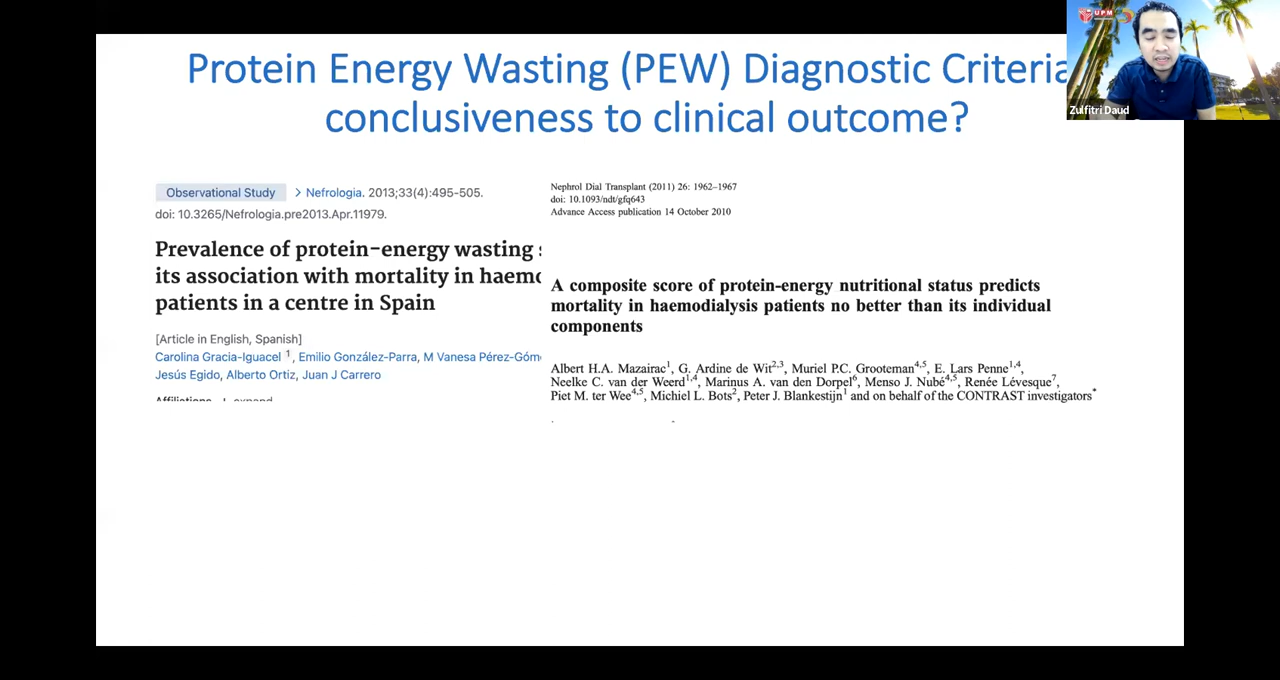 Protein Energy Wasting (PEW) Diagnostic Criteria
conclusiveness to clinical outcome?
UPM
Zulfitri Daud
Observational Study > Nefrologia. 2013;33(4):495-505.
doi: 10.3265/Nefrologia.pre2013.Apr.11979.
Prevalence of protein-energy wasting
its association with mortality in haemo
patients in a centre in Spain
[Article in English, Spanish]
Carolina Gracia-Iguacel 1, Emilio González-Parra, M Vanesa Pérez-Góm
Jesús Egido, Alberto Ortiz, Juan J Carrero
Nephrol Dial Transplant (2011) 26: 1962–1967
doi: 10.1093/ndt/gfq643
Advance Access publication 14 October 2010
A composite score of protein-energy nutritional status predicts
mortality in haemodialysis patients no better than its individual
components
Albert H.A. Mazairac1, G. Ardine de Wit2,3, Muriel P.C. Grooteman4,5, E. Lars Penne1,4,
Neelke C. van der Weerd1,4, Marinus A. van den Dorpel6, Menso J. Nubé4,5, Renée Lévesque7,
Piet M. ter Wee4,5, Michiel L. Bots2, Peter J. Blankestijn1 and on behalf of the CONTRAST investigators*